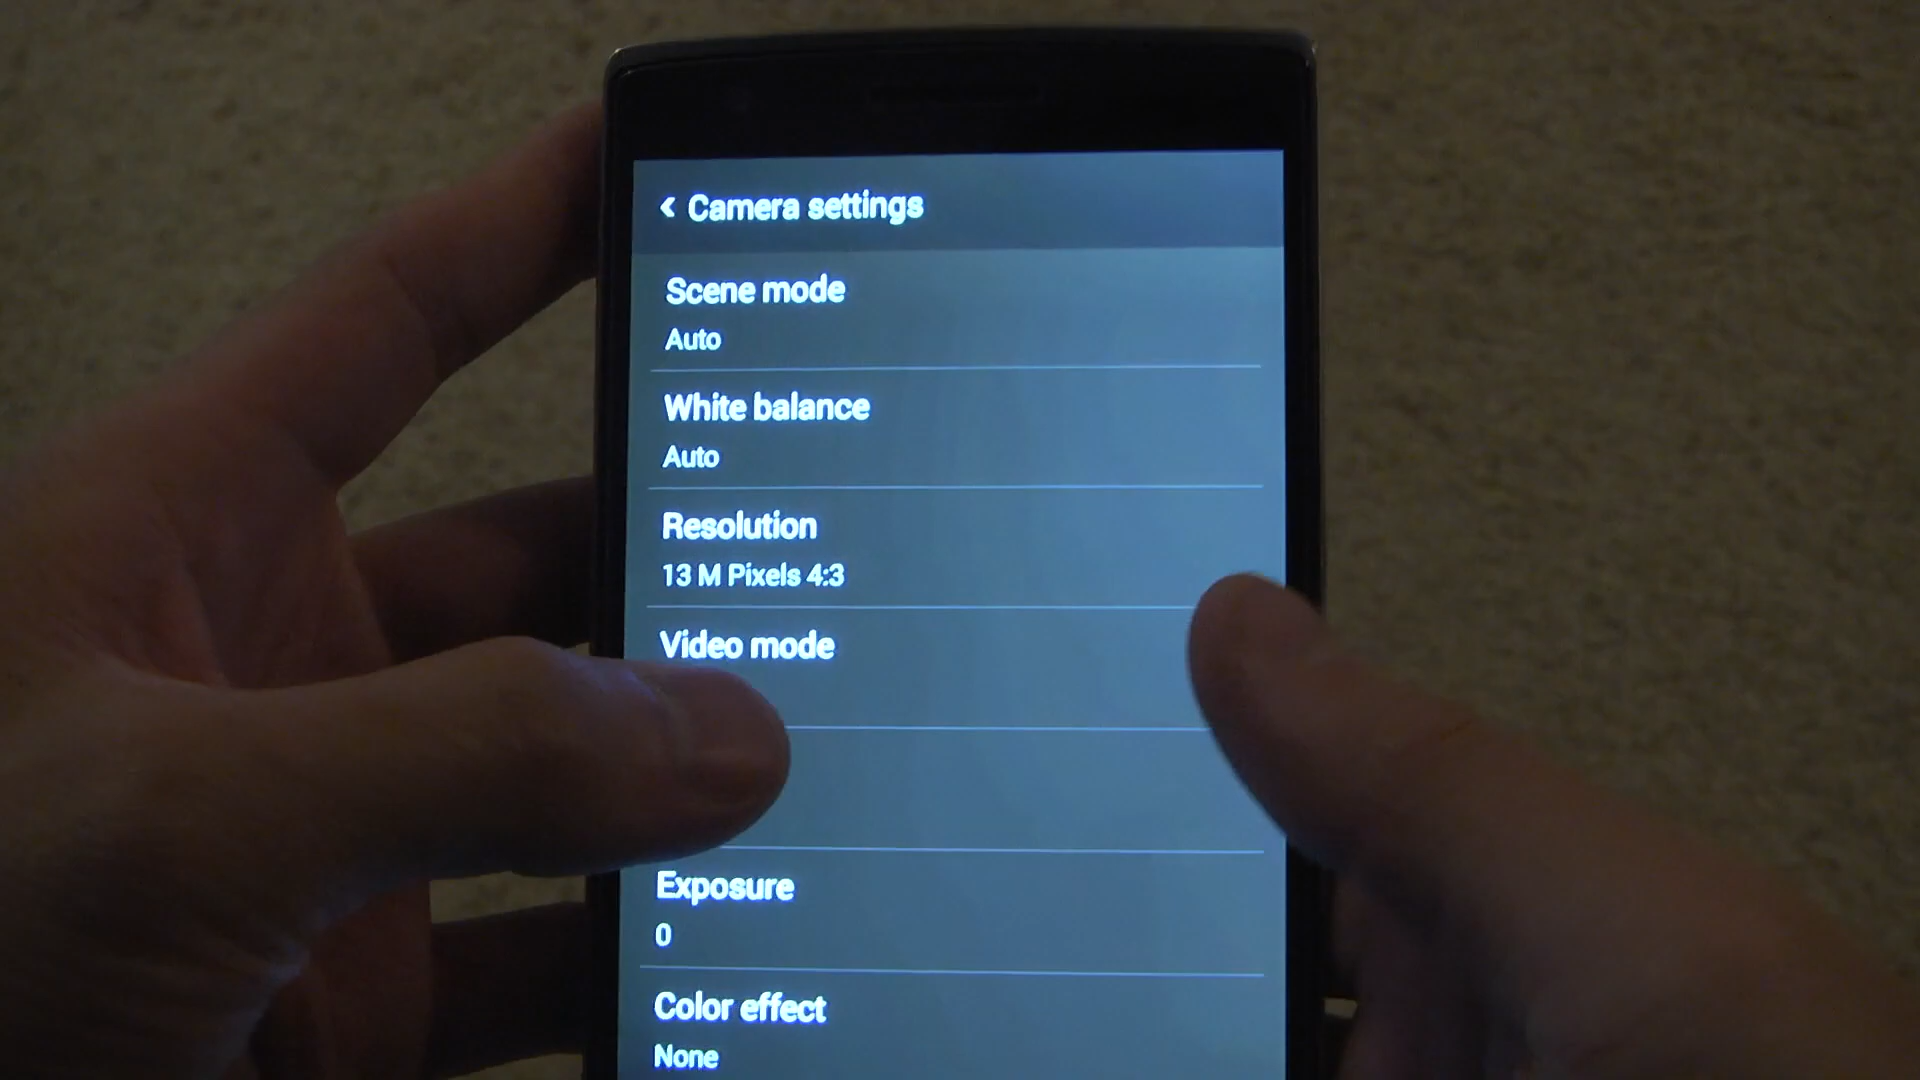 Camera settings
Scene mode
Auto
White balance
Auto
Resolution
13 M Pixels 4:3
Video mode
Exposure
0
Color effect
None